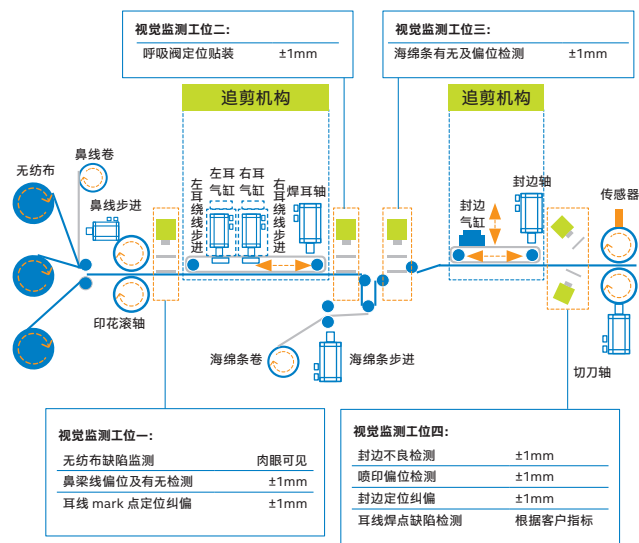 视觉监测工位二：
呼吸阀定位贴装 ±1mm
视觉监测工位三：
海绵条有无及偏位检测 ±1mm
追剪机构
追剪机构
无纺布
鼻线卷
鼻线步进
印花滚轴
左耳绕线步进
左耳气缸
右耳气缸
右耳绕线步进
焊耳轴
封边气缸
封边轴
传感器
海绵条卷
海绵条步进
切刀轴
视觉监测工位一：
无纺布缺陷监测 肉眼可见
鼻梁线偏位及有无检测 ±1mm
耳线 mark 点定位纠偏 ±1mm
视觉监测工位四：
封边不良检测 ±1mm
喷印偏位检测 ±1mm
封边定位纠偏 ±1mm
耳线焊点缺陷检测 根据客户指标